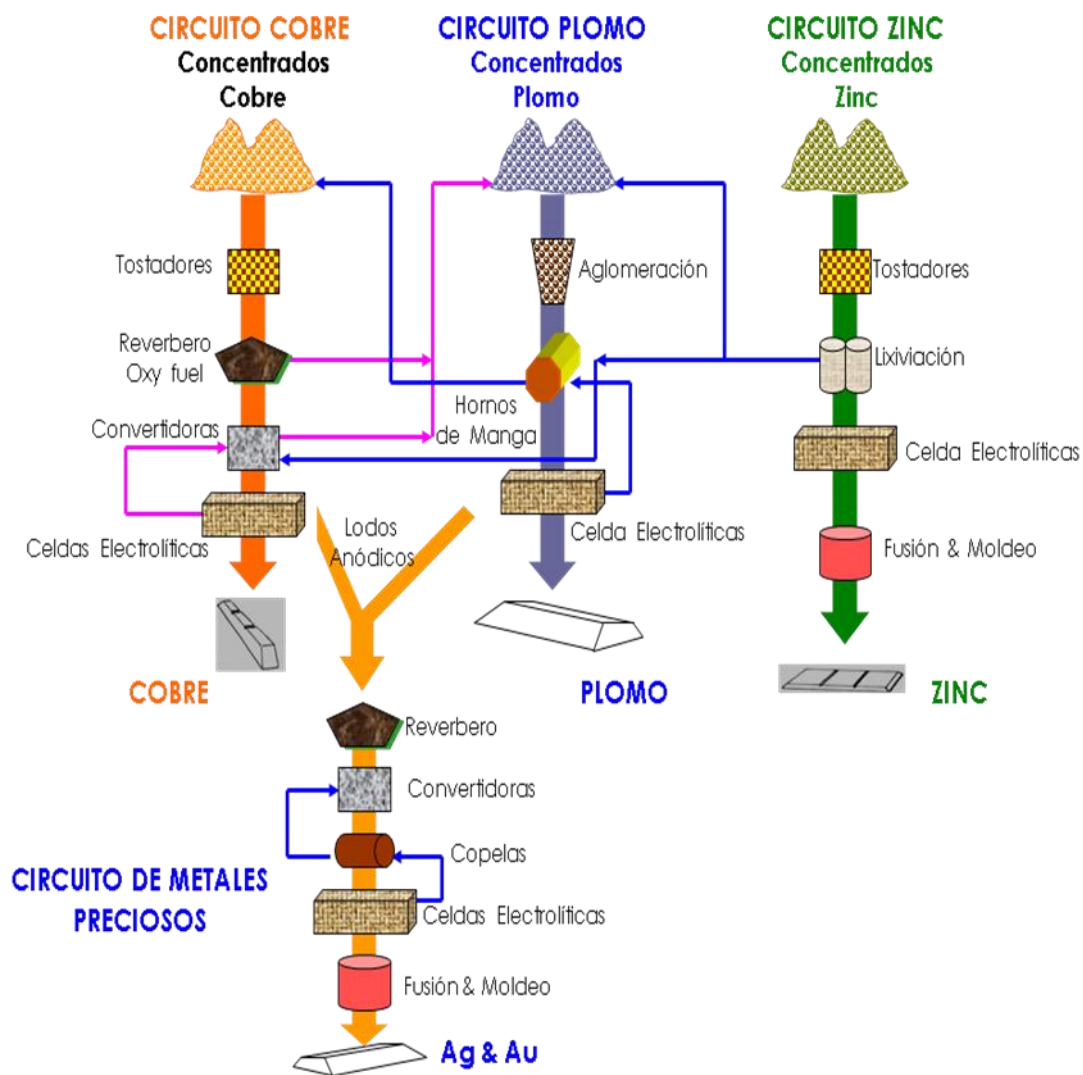 CIRCUITO COBRE
Concentrados
Cobre
CIRCUITO PLOMO
Concentrados
Plomo
CIRCUITO ZINC
Concentrados
Zinc
Tostadores
Aglomeración
Tostadores
Reverbero
Oxy fuel
Lixiviación
Hornos
de Manga
Convertidoras
Celda Electrolíticas
Celdas Electrolíticas
Lodos
Anódicos
Celda Electrolíticas
Fusión & Moldeo
COBRE
PLOMO
ZINC
Reverbero
Convertidoras
Copelas
CIRCUITO DE METALES
PRECIOSOS
Celdas Electrolíticas
Fusión & Moldeo
Ag & Au